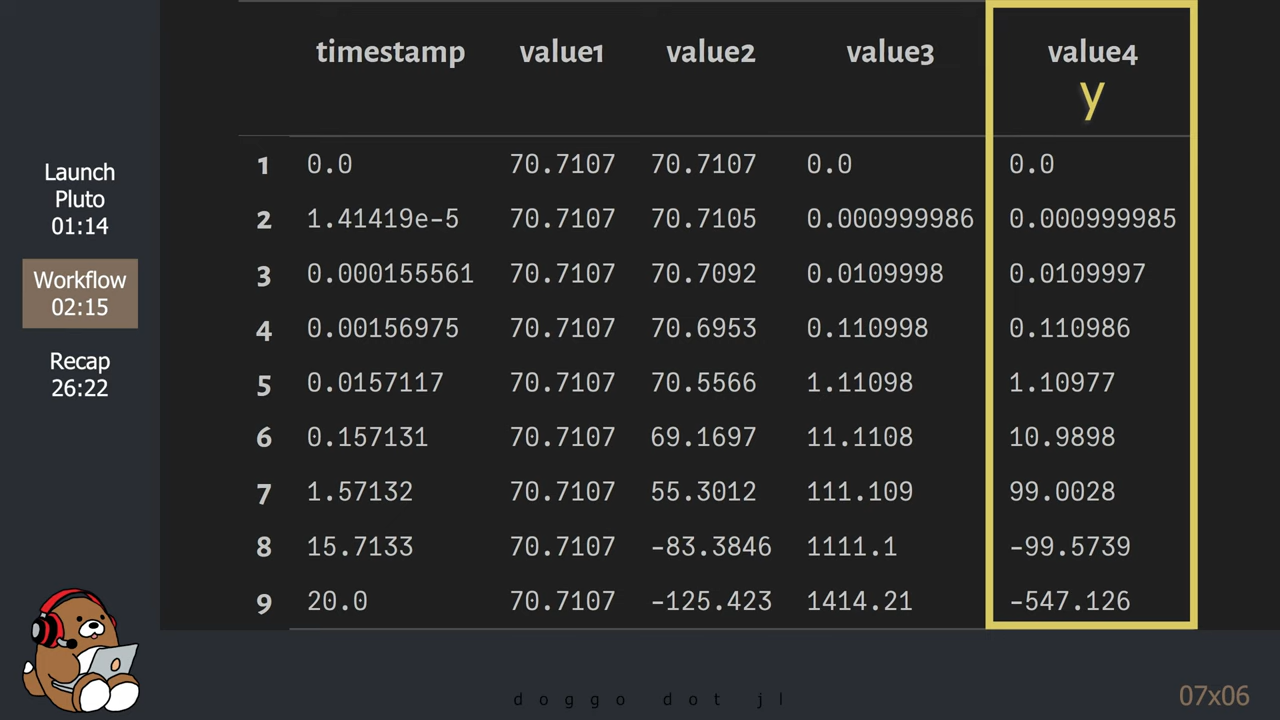 Launch
Pluto
01:14
Workflow
02:15
Recap
26:22
timestamp value1 value2 value3 value4
y
1 0.0 70.7107 70.7107 0.0 0.0
2 1.41419e-5 70.7107 70.7105 0.000999986 0.000999985
3 0.000155561 70.7107 70.7092 0.0109998 0.0109997
4 0.00156975 70.7107 70.6953 0.110998 0.110986
5 0.0157117 70.7107 70.5566 1.11098 1.10977
6 0.157131 70.7107 69.1697 11.1108 10.9898
7 1.57132 70.7107 55.3012 111.109 99.0028
8 15.7133 70.7107 -83.3846 1111.1 -99.5739
9 20.0 70.7107 -125.423 1414.21 -547.126
doggo dot jl
07x06